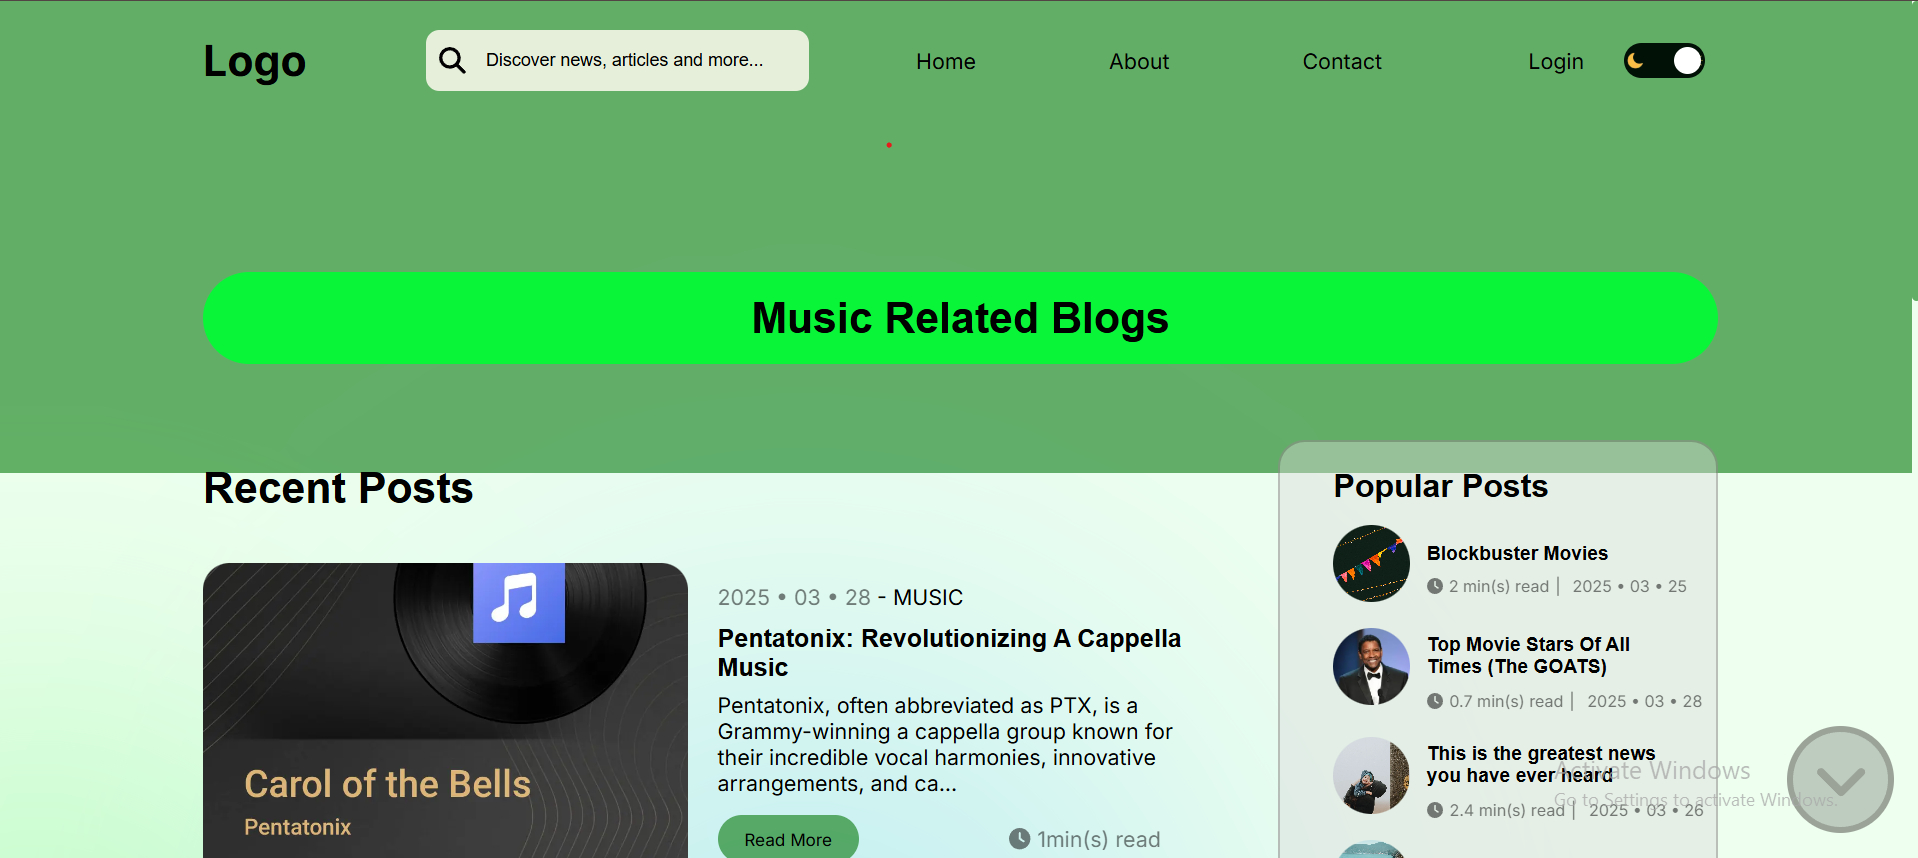 Logo
Discover news, articles and more...
Home
About
Contact
Login
Music Related Blogs
Recent Posts
Carol of the Bells
Pentatonix
2025 • 03 • 28 - MUSIC
Pentatonix: Revolutionizing A Cappella
Music
Pentatonix, often abbreviated as PTX, is a
Grammy-winning a cappella group known for
their incredible vocal harmonies, innovative
arrangements, and ca...
Read More
1min(s) read
Popular Posts
Blockbuster Movies
2 min(s) read | 2025 • 03 • 25
Top Movie Stars Of All
Times (The GOATS)
0.7 min(s) read | 2025 • 03 • 28
This is the greatest news
you have ever heard
2.4 min(s) read | 2025 • 03 • 26
Activate Windows
Go to Settings to activate Windows.